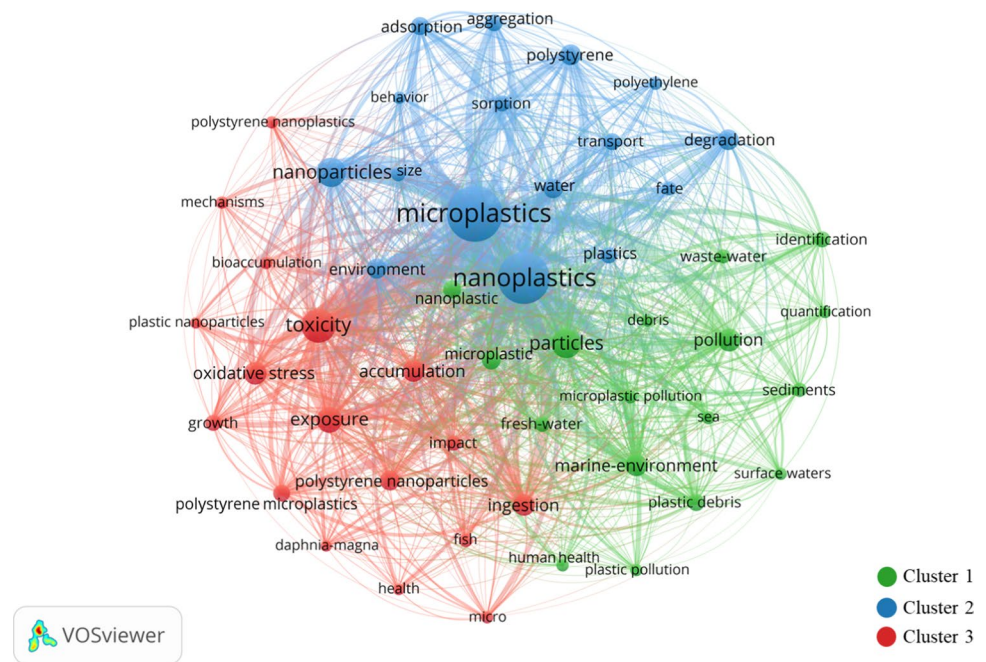 aggregation
adsorption
polystyrene
polyethylene
behavior
sorption
polystyrene nanoplastics
transport
degradation
nanoparticles
size
water
fate
mechanisms
microplastics
identification
waste-water
plastics
bioaccumulation
environment
nanoplastics
nanoplastic
quantification
plastic nanoparticles
toxicity
debris
particles
pollution
microplastic
oxidative stress
accumulation
sediments
microplastic pollution
growth
exposure
fresh-water
sea
impact
marine-environment
surface waters
polystyrene nanoparticles
polystyrene microplastics
ingestion
plastic debris
daphnia-magna
fish
human health
plastic pollution
health
micro
Cluster 1
Cluster 2
Cluster 3
VOSviewer